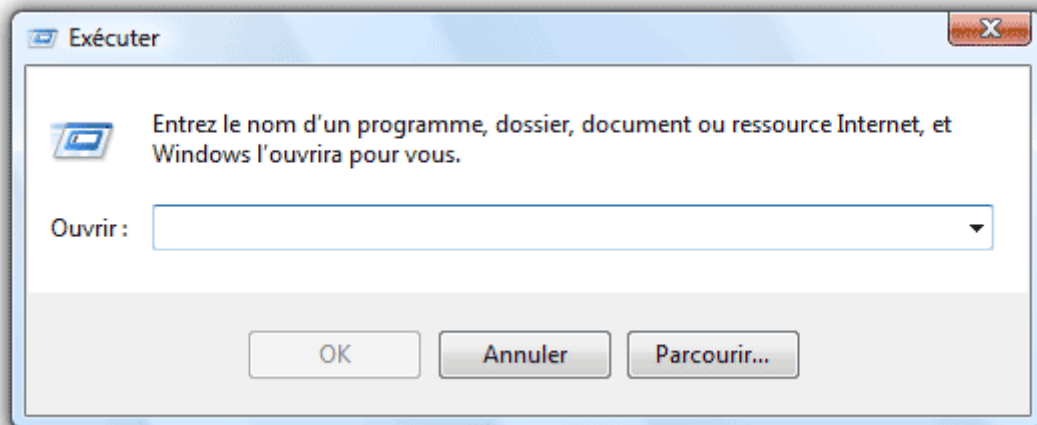 Exécuter
Entrez le nom d'un programme, dossier, document ou ressource Internet, et
Windows l'ouvrira pour vous.
Ouvrir :
OK
Annuler
Parcourir...